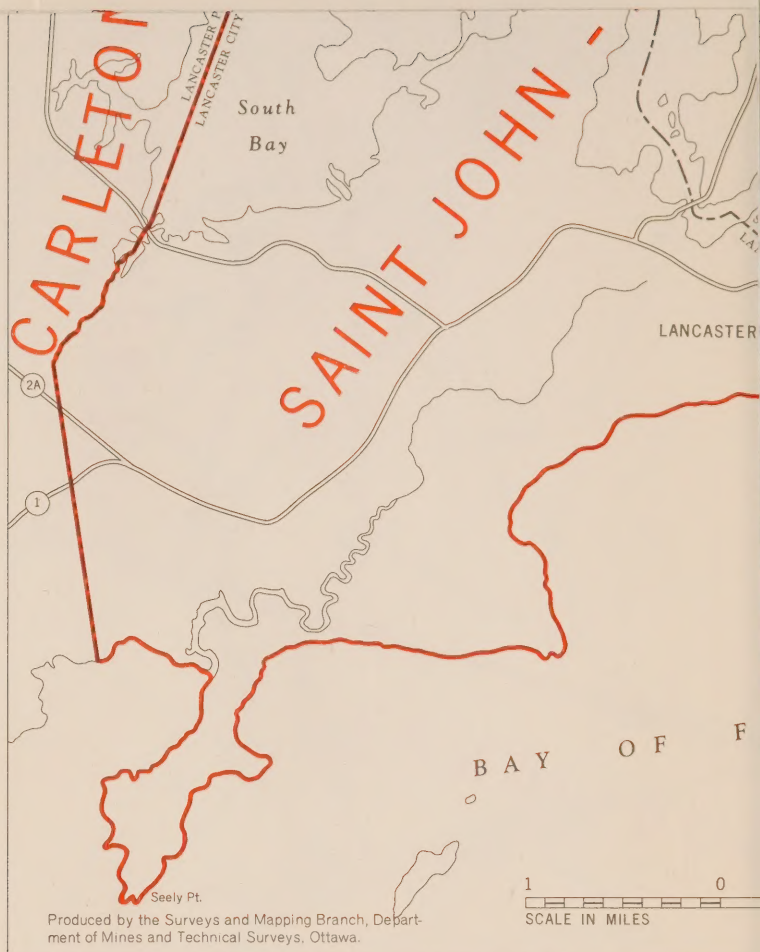 CARLETON
LANCASTER P
LANCASTER CITY
South
Bay
SAINT JOHN -
LANCASTER
2A
1
BAY OF F
Seely Pt.
Produced by the Surveys and Mapping Branch, Depart-
ment of Mines and Technical Surveys, Ottawa.
1 0
SCALE IN MILES